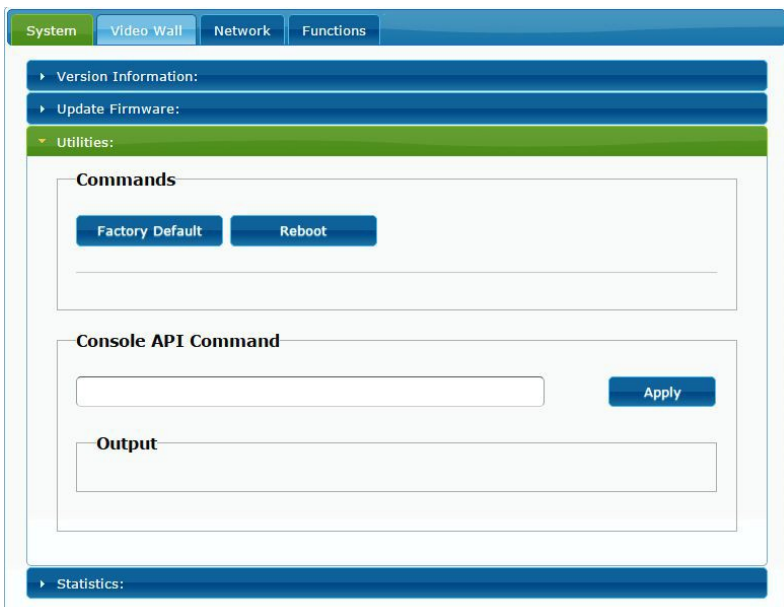 System Video Wall Network Functions
Version Information:
Update Firmware:
Utilities:
Commands
Factory Default Reboot
Console API Command
Apply
Output
Statistics: